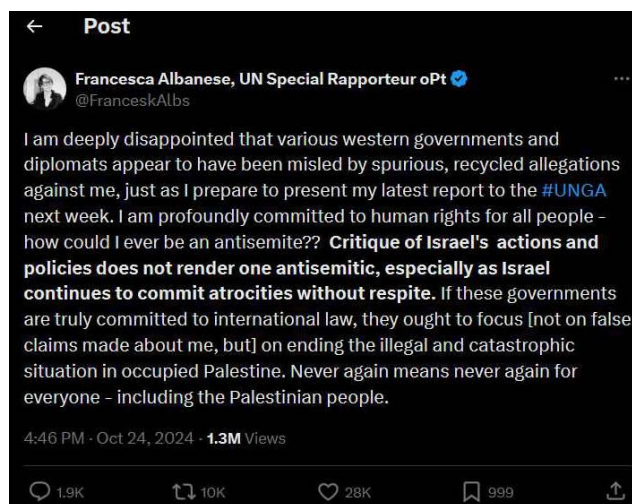 ← Post
Francesca Albanese, UN Special Rapporteur oPt
@FranceskAlbs
I am deeply disappointed that various western governments and
diplomats appear to have been misled by spurious, recycled allegations
against me, just as I prepare to present my latest report to the #UNGA
next week. I am profoundly committed to human rights for all people -
how could I ever be an antisemite?? Critique of Israel's actions and
policies does not render one antisemitic, especially as Israel
continues to commit atrocities without respite. If these governments
are truly committed to international law, they ought to focus [not on false
claims made about me, but] on ending the illegal and catastrophic
situation in occupied Palestine. Never again means never again for
everyone - including the Palestinian people.
4:46 PM · Oct 24, 2024 · 1.3M Views
1.9K 10K 28K 999